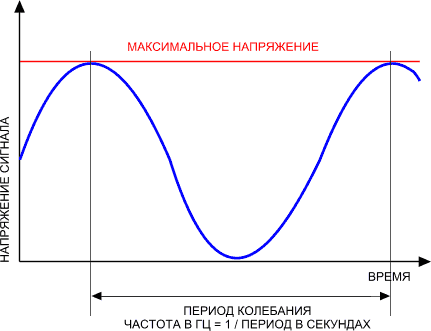 МАКСИМАЛЬНОЕ НАПРЯЖЕНИЕ
НАПРЯЖЕНИЕ СИГНАЛА
ВРЕМЯ
ПЕРИОД КОЛЕБАНИЯ
ЧАСТОТА В ГЦ = 1 / ПЕРИОД В СЕКУНДАХ